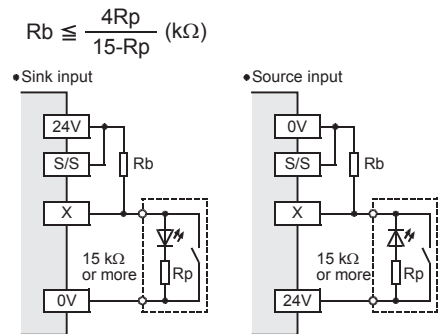 Rb ≦ 4Rp / 15-Rp (kΩ)
•Sink input
24V
S/S
Rb
X
15 kΩ
or more
Rp
0V
•Source input
0V
S/S
Rb
X
15 kΩ
or more
Rp
24V